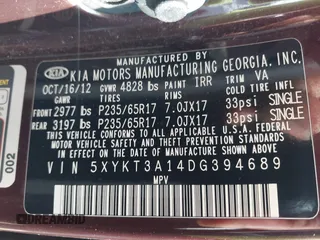 KIA KIA MOTORS MANUFACTURING GEORGIA, INC.
OCT/16/12 GVWR 4828 lbs PAINT IRR TRIM VA
GAWR TIRES RIMS COLD TIRE INFL
FRONT 2977 lbs P235/65R17 7.0JX17 33psi SINGLE
REAR 3197 lbs P235/65R17 7.0JX17 33psi SINGLE
THIS VEHICLE CONFORMS TO ALL APPLICABLE U.S. FEDERAL
MOTOR VEHICLE SAFETY AND THEFT PREVENTION STANDARDS
IN EFFECT ON THE DATE OF MANUFACTURE SHOWN ABOVE.
VIN 5XYKT3A14DG394689
MPV
002
DREAMBID